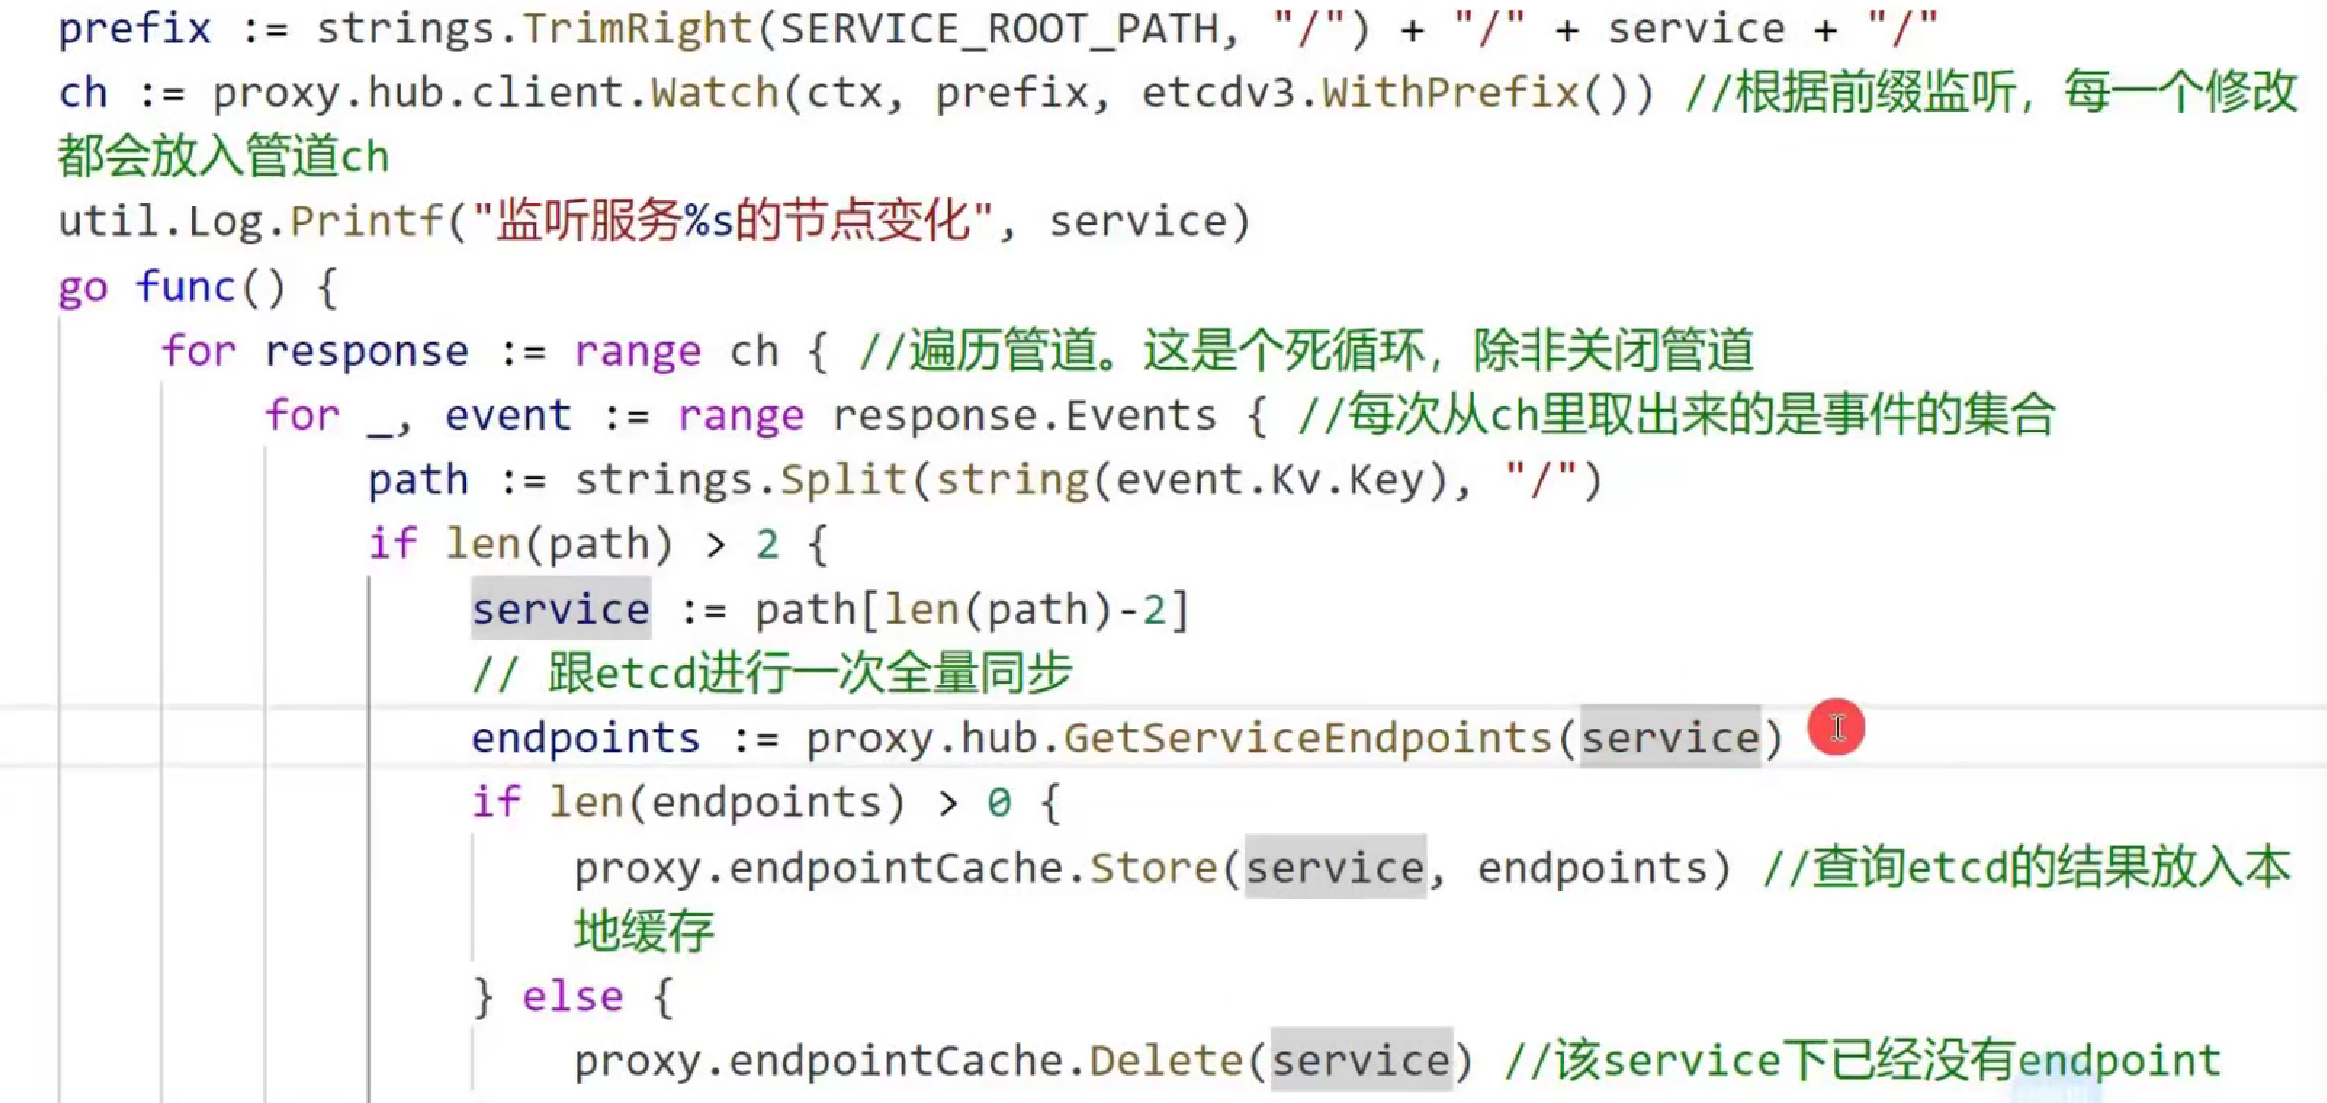 prefix := strings.TrimRight(SERVICE_ROOT_PATH, "/") + "/" + service + "/"
ch := proxy.hub.client.Watch(ctx, prefix, etcdv3.WithPrefix()) //根据前缀监听，每一个修改
都会放入管道ch
util.Log.Printf("监听服务%s的节点变化", service)
go func() {
for response := range ch { //遍历管道。这是个死循环，除非关闭管道
for _, event := range response.Events { //每次从ch里取出来的是事件的集合
path := strings.Split(string(event.Kv.Key), "/")
if len(path) > 2 {
service := path[len(path)-2]
// 跟etcd进行一次全量同步
endpoints := proxy.hub.GetServiceEndpoints(service)
if len(endpoints) > 0 {
proxy.endpointCache.Store(service, endpoints) //查询etcd的结果放入本
地缓存
} else {
proxy.endpointCache.Delete(service) //该service下已经没有endpoint